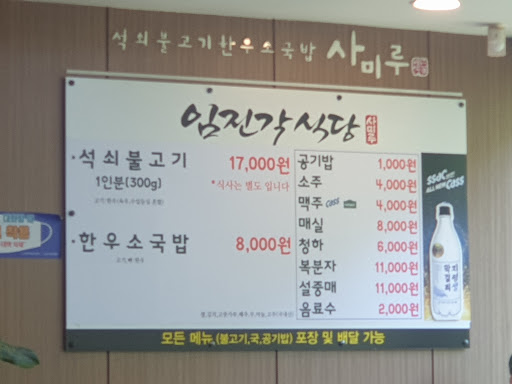 석쇠불고기한우소국밥 사미루
임진각식당 사미루
석쇠불고기 17,000원
1인분(300g) *식사는 별도 입니다
한우소국밥 8,000원
공기밥 1,000원
소주 4,000원
맥주 Cass 4,000원
매실 8,000원
청하 6,000원
복분자 11,000원
설중매 11,000원
음료수 2,000원
ALL NEW Cass
모든 메뉴,(불고기,국,공기밥) 포장 및 배달 가능